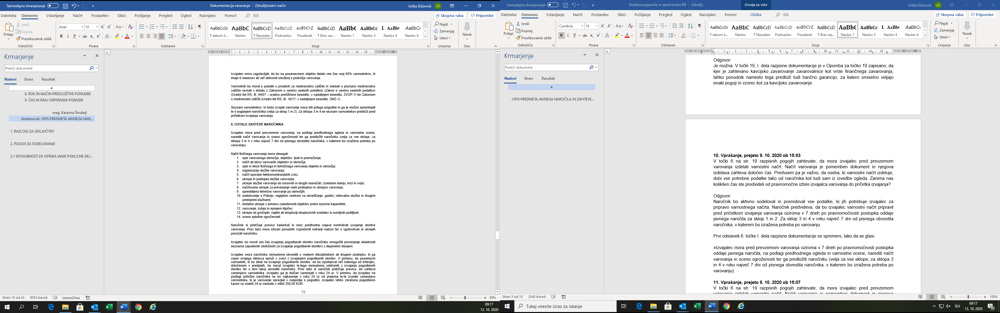 Samodejno shranjevanje
Dokumentacija varovanje - Združljivostni način
Urška Dižovnik UD
Datoteka Osnovno Vstavljanje Načrt Postavitev Sklici Pošiljanje Pregled Ogled Razvijalec Pomoč Išči
Skupna raba Pripombe
Prilepi
Izreži
Kopiraj
Preslikovalnik oblik
Arial 10
K L P ab x₂ x²
AaBbCcDı AaBbC AaBbCcD AaBbCcD AaBbCcL AaBbCcD AaBb( AaBbCc I. AaBb( AaBbCc
¶ datum š... Naslov ¶ Navaden Podnaslov Poudarek ¶ Brez raz... Naslov 1 Naslov 3 Naslov 4 Naslov 6
Najdi
Zamenjaj
Izberi
Narek
Odložišče Pisava Odstavek Slogi Urejanje Glas
Krmarjenje
Preišči dokument
Naslovi Strani Rezultati
8. ROK IN NAČIN PREDLOŽITVE PONUDBE
9. ČAS IN KRAJ ODPIRANJA PONUDB
mag. Katarina Štrukelj
direktoricaII. OPIS PREDMETA JAVNEGA NAR...
1. RAZLOGI ZA IZKLJUČITEV
2. POGOJI ZA SODELOVANJE
2.1 SPOSOBNOST ZA OPRAVLJANJE POKLICNE DEJ...
Izvajalec mora zagotavljati, da bo na posameznem objektu delalo ves čas vsaj 60% varnostnikov, ki
imajo 6 mesecev ali več delovnih izkušenj s področja varovanja.
Varnostnik bo moral s podatki o prosilcih za mednarodno zaščito in osebah s priznano mednarodno
zaščito ravnati v skladu z Zakonom o varstvu osebnih podatkov (Zakon o varstvu osebnih podatkov
(Uradni list RS, št. 94/07 – uradno prečiščeno besedilo, v nadaljnjem besedilu: ZVOP-1) ter Zakonom
o mednarodni zaščiti (Uradni list RS, št. 16/17, v nadaljnjem besedilu: ZMZ-1).
Seznam varnostnikov, ki bodo izvajali varovanje mora biti priloga pogodbe in ga je možno spreminjati
le s soglasjem naročnika (velja za sklop 1 in 2). Za sklopa 3 in 4 se seznam varnostnikov predloži pred
pričetkom izvajanja varovanja.
6. OSTALE ZAHTEVE NAROČNIKA
Izvajalec mora pred prevzemom varovanja, na podlagi predhodnega ogleda in varnostne ocene,
narediti načrt varovanja in oceno ogroženosti ter ga predložiti naročniku (velja za vse sklope; za
sklopa 3 in 4 v roku največ 7 dni od pisnega obvestila naročnika, v katerem bo izražena potreba po
varovanju).
Načrt fizičnega varovanja mora obsegati:
1. opis varovanega območja, objektov, ljudi in premoženja;
2. načrt ali skico varovanih objektov in območja;
3. opis in skice fizičnega in tehničnega varovanja objekta in območja;
4. organizacijo službe varovanja;
5. načrt uporabe telekomunikacijskih zvez;
6. ukrepe in postopke službe varovanja;
7. ukrepe službe varovanja ob naravnih in drugih nesrečah, izrednem stanju, krizi in vojni;
8. načrtovane ukrepe za preverjanje vseh postopkov in ukrepov varovanja;
9. opredeljeno tehnično varovanje po območjih;
10. sodelovanje s Policijo, regijskim centrom za obveščanje, gasilci, reševalno službo in drugimi
pristojnimi službami;
11. dodatne ukrepe v primeru zasedenosti objektov preko nazivne kapacitete;
12. varovanje, izdajo in sprejem ključev;
13. ukrepe ob grožnjah, najdbi ali eksploziji eksplozivnih sredstev in sumljivih pošiljkah;
14. oceno splošne ogroženosti.
Naročnik si pridržuje pravico kadarkoli in brez predhodne najave kontrolirati izvajanje storitve
varovanja. Prav tako mora izbrani ponudnik vzpostaviti notranji nadzor ter o ugotovitvah in ukrepih
poročati naročniku.
Izvajalec bo moral ves čas izvajanja pogodbenih storitev naročniku omogočiti preverjanje skladnosti
seznama zaposlenih (določenih za izvajanje pogodbenih storitev) z dejanskim stanjem.
Izvajalec mora naročnika nemudoma obvestiti o vsakem disciplinskem ali drugem postopku, ki ga
zoper svojega delavca sproži v zvezi z izvajanjem pogodbenih storitev. V primeru, da posamezni
varnostnik, ki bo delal na izvajanju pogodbenih storitev, ne bo izpolnjeval več katerega od kriterijev,
določenem v predpisih, bo moral izvajalec le-tega nemudoma odstraniti z izvajanja pogodbenih
storitev ter o tem takoj obvestiti naročnika. Prav tako si naročnik pridržuje pravico, da zahteva
zamenjavo varnostnika. Izvajalec ga je dolžan zamenjati v roku 24 ur. V primeru, da izvajalec na
podlagi pritožbe naročnika ne bo najkasneje v roku 24 ur od prejema le-te izvedel zamenjavo
varnostnika, ki je varovanje opravljal v nasprotju s pogodbo, izvajalec lahko zaračuna pogodbeno
kazen za vsakih 24 ur zamude v višini 250,00 EUR.
19
Stran 19 od 24 9053 besed slovenščina 80%
09:17
13. 10. 2020
Samodejno shranjevanje
Dodatna pojansila in spremembe RD - Združlj...
Orodja za slike
Urška Dižovnik UD
Datoteka Osnovno Vstavljanje Načrt Postavitev Sklici Pošiljanje Pregled Ogled Razvijalec Pomoč Oblika Išči
Skupna raba Pripombe
Prilepi
Izreži
Kopiraj
Preslikovalnik oblik
Cambria 16
K L P ab x₂ x²
AaBbCcDı AaBbC AaBbCcD AaBbCcD AaBbCcL AaBbCcD AaBb( AaBbCc I. AaBb( AaBbCc
¶ datum š... Naslov ¶ Navaden Podnaslov Poudarek ¶ Brez raz... Naslov 1 Naslov 3 Naslov 4 Naslov 6
Najdi
Zamenjaj
Izberi
Narek
Odložišče Pisava Odstavek Slogi Urejanje Glas
Krmarjenje
Preišči dokument
Naslovi Strani Rezultati
. OPIS PREDMETA JAVNEGA NAROČILA IN ZAHTEVE...
Odgovor:
Je možna. V točki 19, I. dela razpisne dokumentacije je v Opomba za točko 19 zapisano, da
kjer je zahtevano kavcijsko zavarovanje zavarovalnice kot vrste finančnega zavarovanja,
lahko ponudnik namesto tega predloži tudi bančno garancijo, za katero smiselno veljajo
enaki pogoji in vzorec kot za kavcijsko zavarovanje.
10. Vprašanje, prejeto 9. 10. 2020 ob 15:03
V točki 6 na str. 19 razpisnih pogojih zahtevate, da mora izvajalec pred prevzemom
varovanja izdelati varnostni načrt. Načrt varovanja je pomemben dokument in njegova
izdelava zahteva določen čas. Predvsem pa je važno, da oseba, ki varnostni načrt izdeluje,
dobi vse potrebne podatke tako od naročnika kot tudi sam iz izvedbe ogleda. Zanima nas
kolikšen čas ste predvideli od pravnomočne izbire izvajalca varovanja do pričetka izvajanja?
Odgovor:
Naročnik bo aktivno sodeloval in posredoval vse podatke, ki jih potrebuje izvajalec za
pripravo varnostnega načrta. Naročnik predvideva, da bo izvajalec varnostni načrt pripravil
pred pričetkom izvajanja varovanja oziroma v 7 dneh po pravnomočnosti postopka oddaje
javnega naročila za sklop 1 in 2. Za sklop 3 in 4 v roku največ 7 dni od pisnega obvestila
naročnika, v katerem bo izražena potreba po varovanju.
Prvi odstavek 6. točke I. dela razpisne dokumentacije se spremeni, tako da se glasi:
»Izvajalec mora pred prevzemom varovanja oziroma v 7 dneh po pravnomočnosti postopka
oddaje javnega naročila, na podlagi predhodnega ogleda in varnostne ocene, narediti načrt
varovanja in oceno ogroženosti ter ga predložiti naročniku (velja za vse sklope; za sklopa 3
in 4 v roku največ 7 dni od pisnega obvestila naročnika, v katerem bo izražena potreba po
varovanju).
11. Vprašanje, prejeto 9. 10. 2020 ob 15:07
V točki 6 na str. 19 razpisnih pogojih zahtevate, da mora izvajalec pred prevzemom
varovanja izdelati varnostni načrt. Načrt varovanja je pomemben dokument in njegova
Stran 3 od 10 2545 besed 100%
Tukaj vnesite izraz za iskanje
SLV
09:17
13. 10. 2020
10